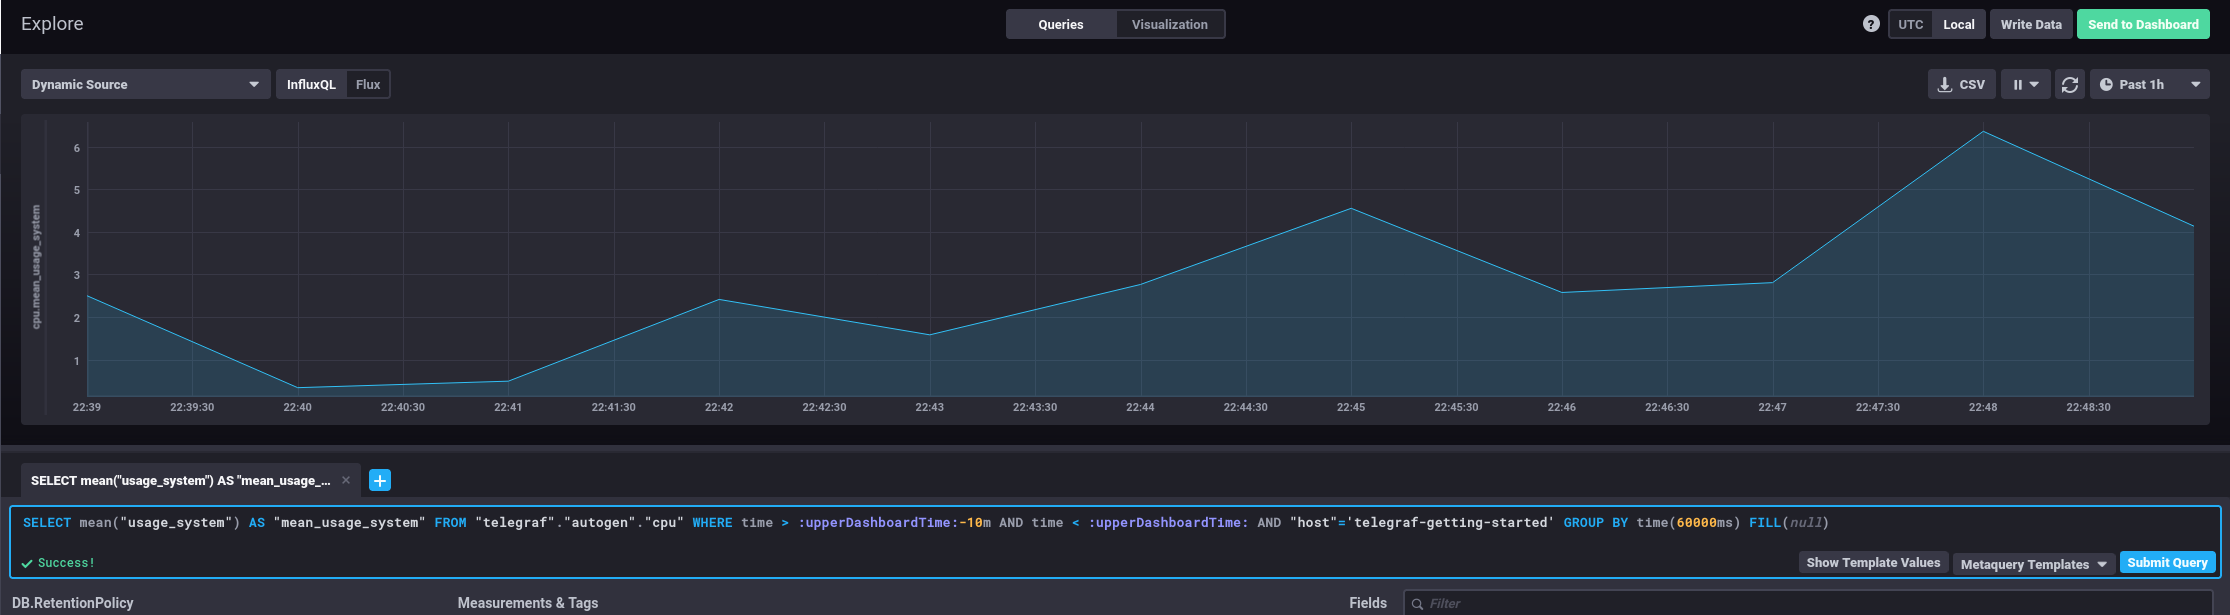 Explore
Queries
Visualization
?
UTC
Local
Write Data
Send to Dashboard
Dynamic Source
InfluxQL
Flux
CSV
Past 1h
cpu.mean_usage_system
6
5
4
3
2
1
22:39
22:39:30
22:40
22:40:30
22:41
22:41:30
22:42
22:42:30
22:43
22:43:30
22:44
22:44:30
22:45
22:45:30
22:46
22:46:30
22:47
22:47:30
22:48
22:48:30
SELECT mean("usage_system") AS "mean_usage_...
SELECT mean("usage_system") AS "mean_usage_system" FROM "telegraf"."autogen"."cpu" WHERE time > :upperDashboardTime:-10m AND time < :upperDashboardTime: AND "host"='telegraf-getting-started' GROUP BY time(60000ms) FILL(null)
Success!
Show Template Values
Metaquery Templates
Submit Query
DB.RetentionPolicy
Measurements & Tags
Fields
Filter